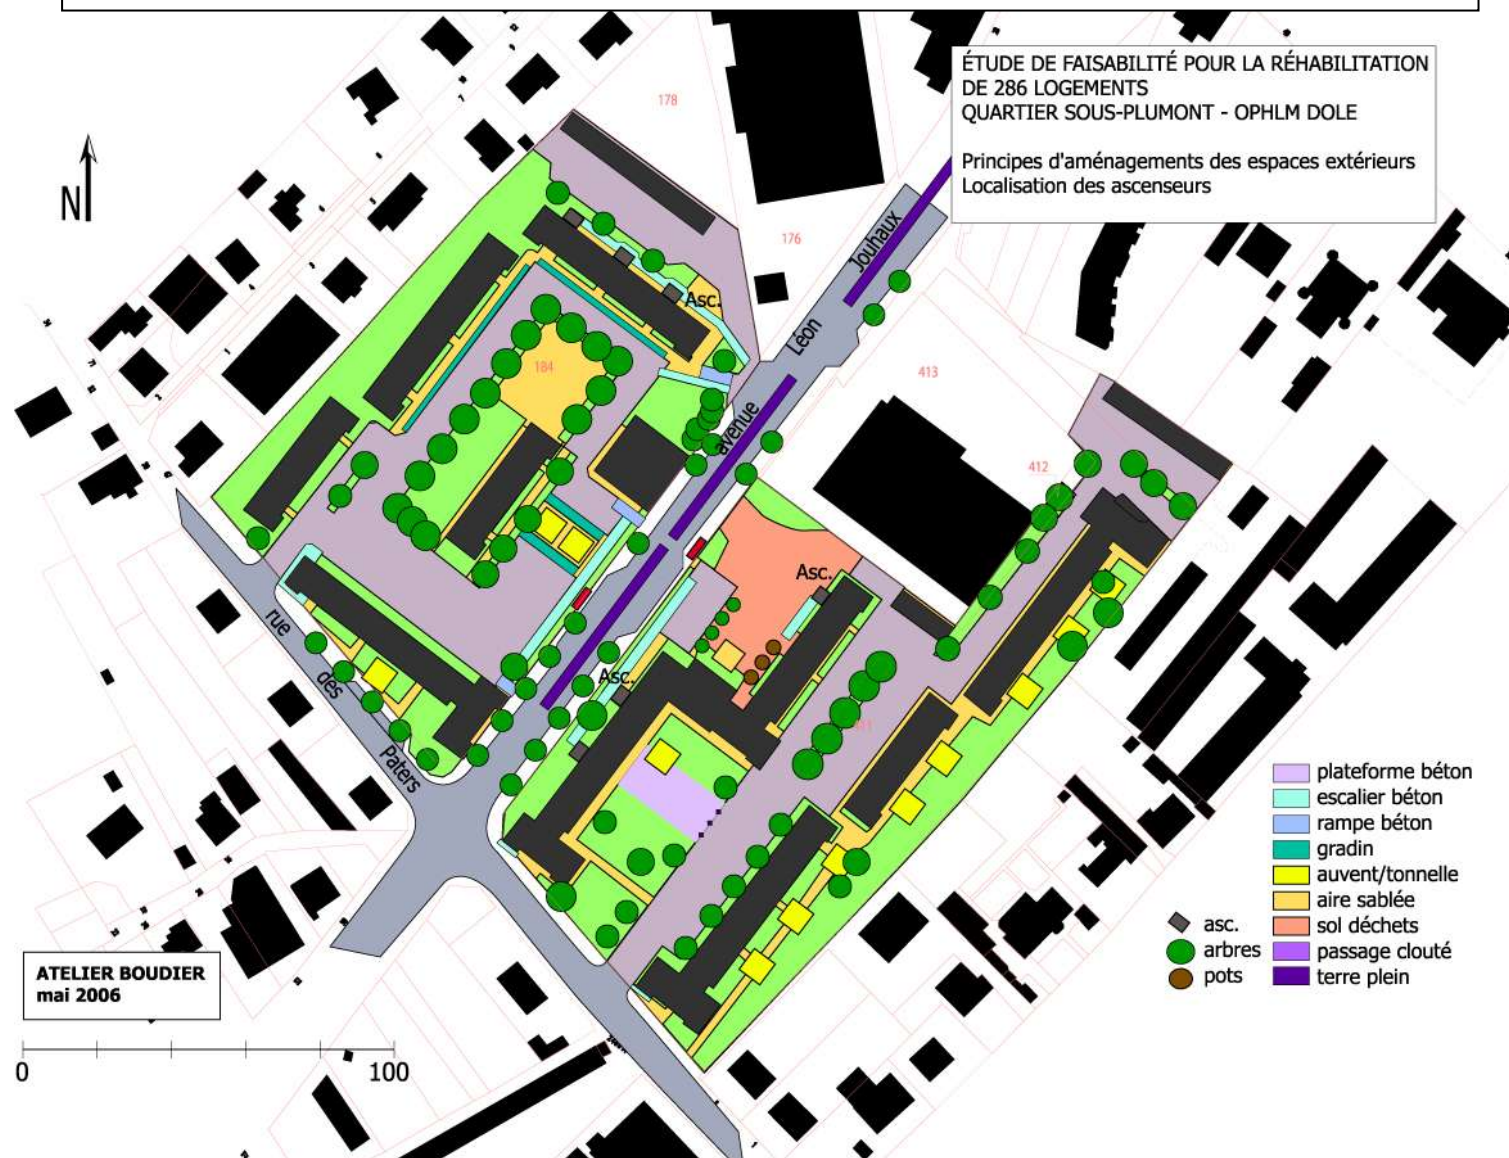 ÉTUDE DE FAISABILITÉ POUR LA RÉHABILITATION
DE 286 LOGEMENTS
QUARTIER SOUS-PLUMONT - OPHLM DOLE
Principes d'aménagements des espaces extérieurs
Localisation des ascenseurs
N
178
176
Jouhaux
Léon
avenue
Asc.
184
413
412
Asc.
Asc.
rue
des
Paters
plateforme béton
escalier béton
rampe béton
gradin
auvent/tonnelle
aire sablée
sol déchets
passage clouté
terre plein
asc.
arbres
pots
ATELIER BOUDIER
mai 2006
0
100